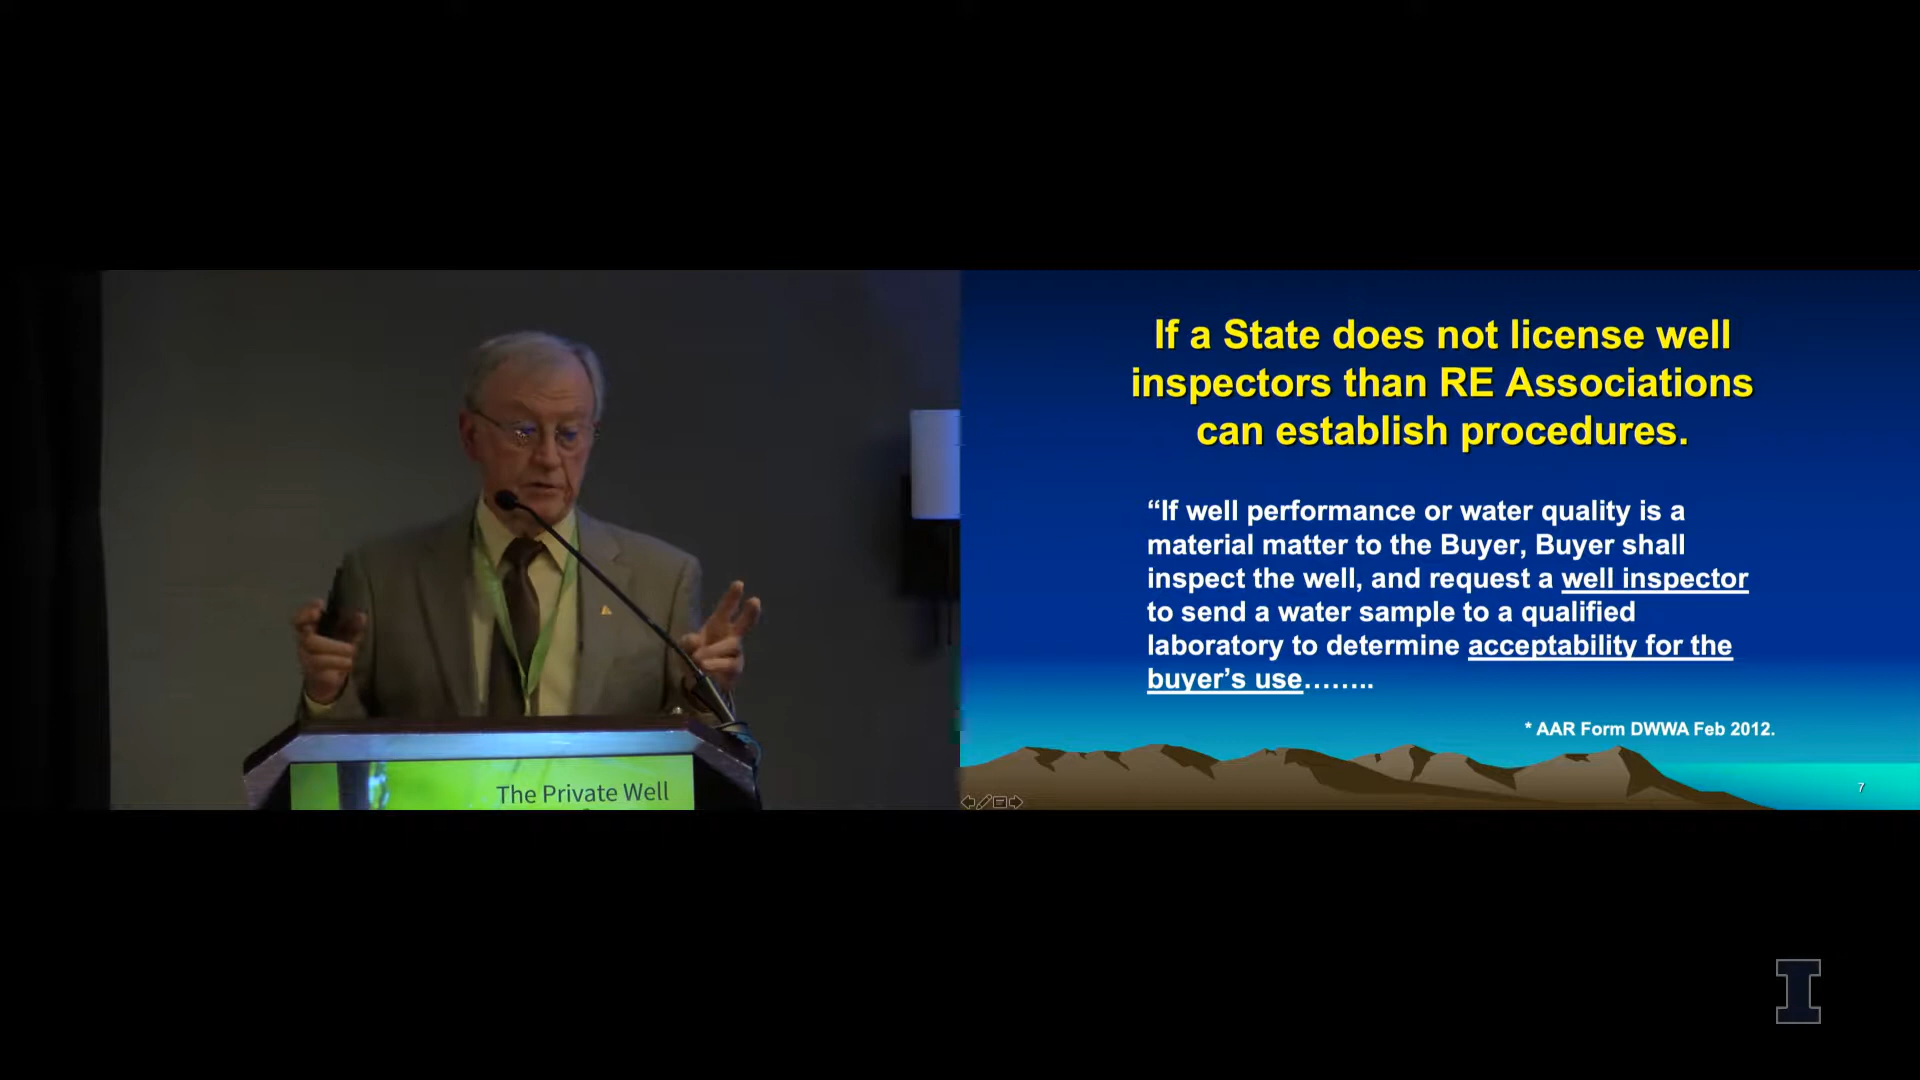 If a State does not license well
inspectors than RE Associations
can establish procedures.
“If well performance or water quality is a
material matter to the Buyer, Buyer shall
inspect the well, and request a well inspector
to send a water sample to a qualified
laboratory to determine acceptability for the
buyer’s use........
* AAR Form DWWA Feb 2012.
7
The Private Well
I